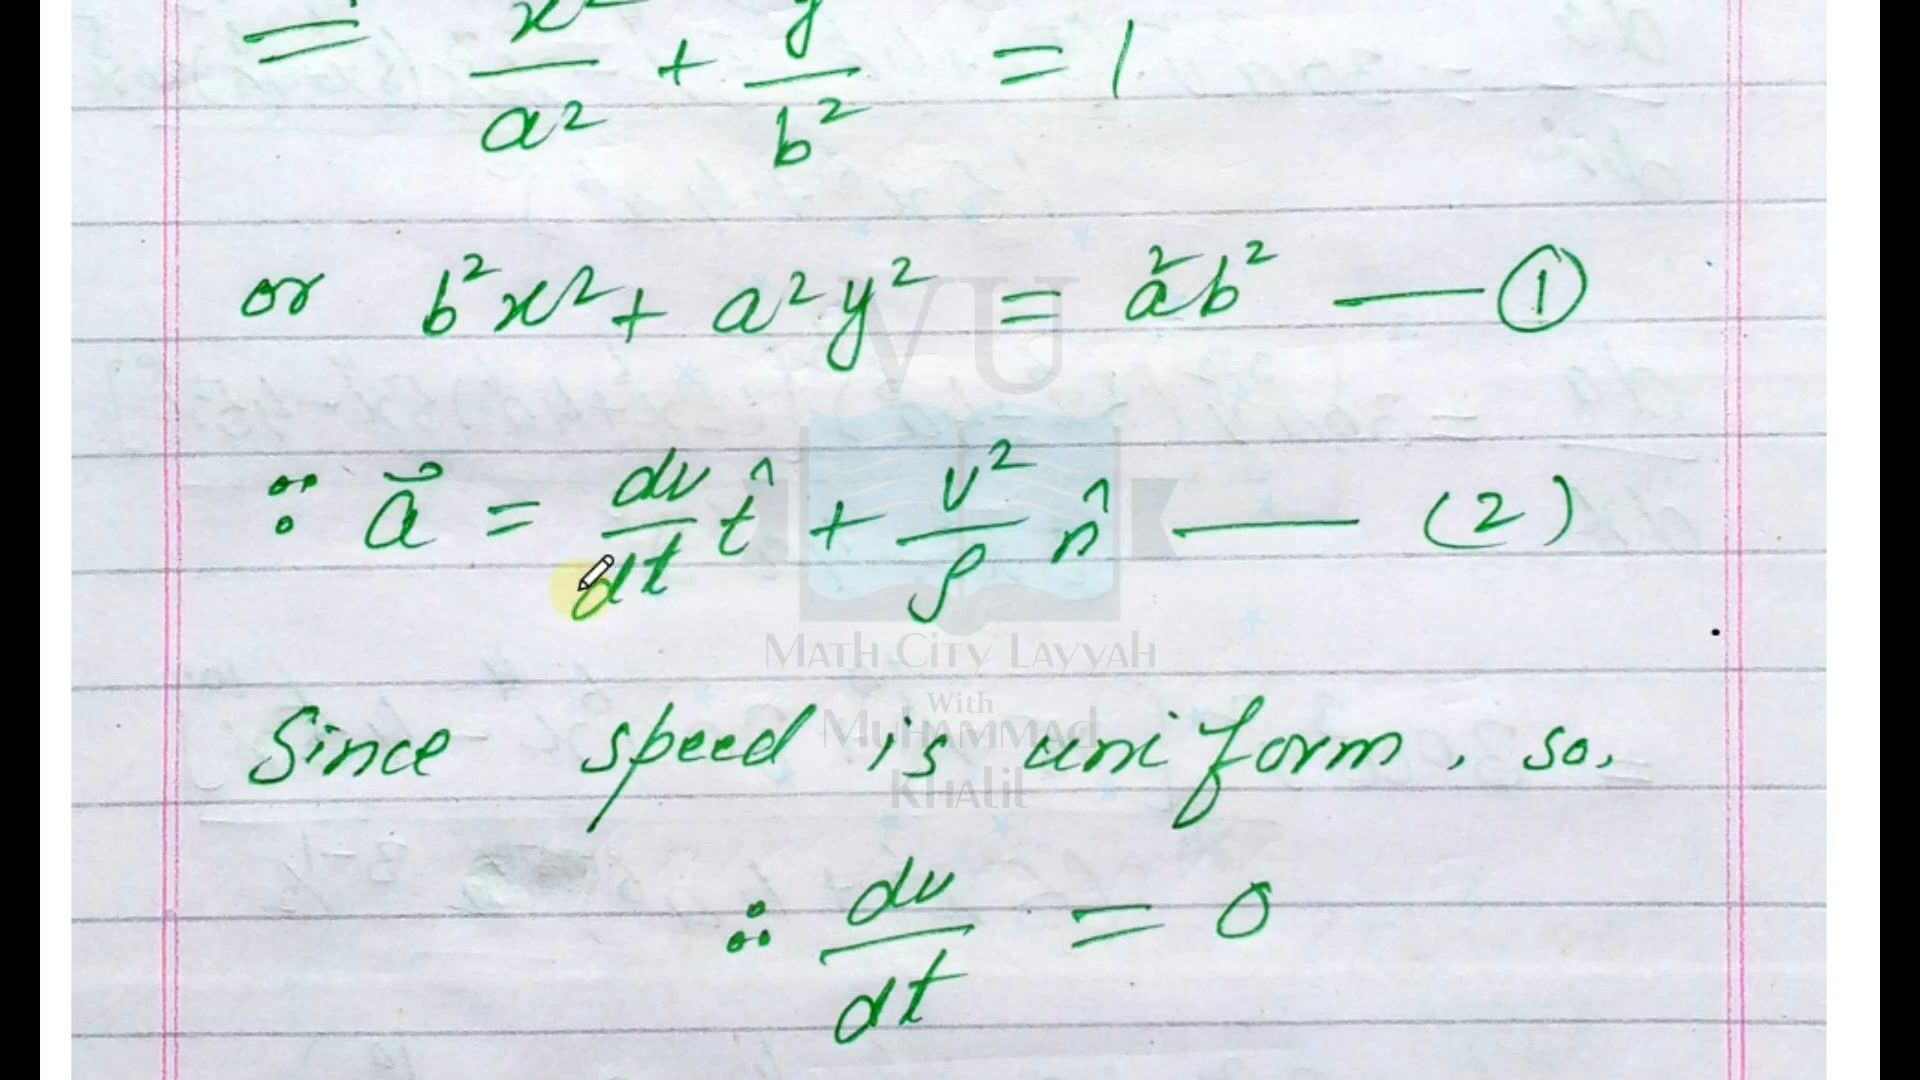 = x²/a² + y/b² = 1
or b²x² + a²y² = a²b² — ①
∵ a⃗ = dv/dt t̂ + v²/ρ n̂ — (2)
Since speed is uniform, so,
∴ dv/dt = 0
VU
Math City Layyah
With
Muhammad
Khalil